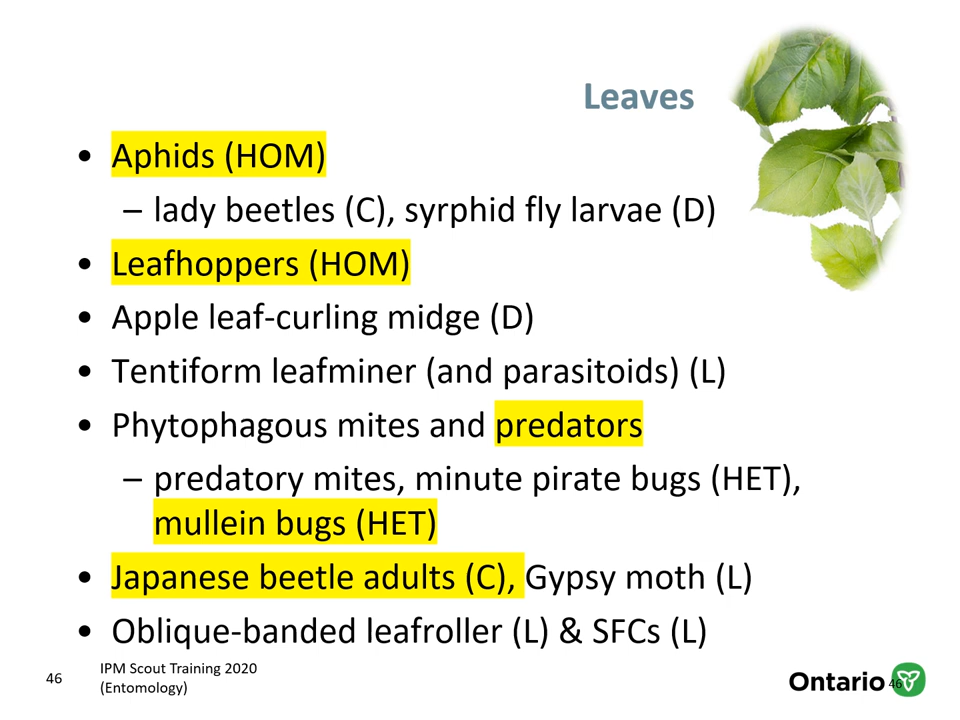 Leaves
• Aphids (HOM)
– lady beetles (C), syrphid fly larvae (D)
• Leafhoppers (HOM)
• Apple leaf-curling midge (D)
• Tentiform leafminer (and parasitoids) (L)
• Phytophagous mites and predators
– predatory mites, minute pirate bugs (HET),
mullein bugs (HET)
• Japanese beetle adults (C), Gypsy moth (L)
• Oblique-banded leafroller (L) & SFCs (L)
46
IPM Scout Training 2020
(Entomology)
Ontario
46